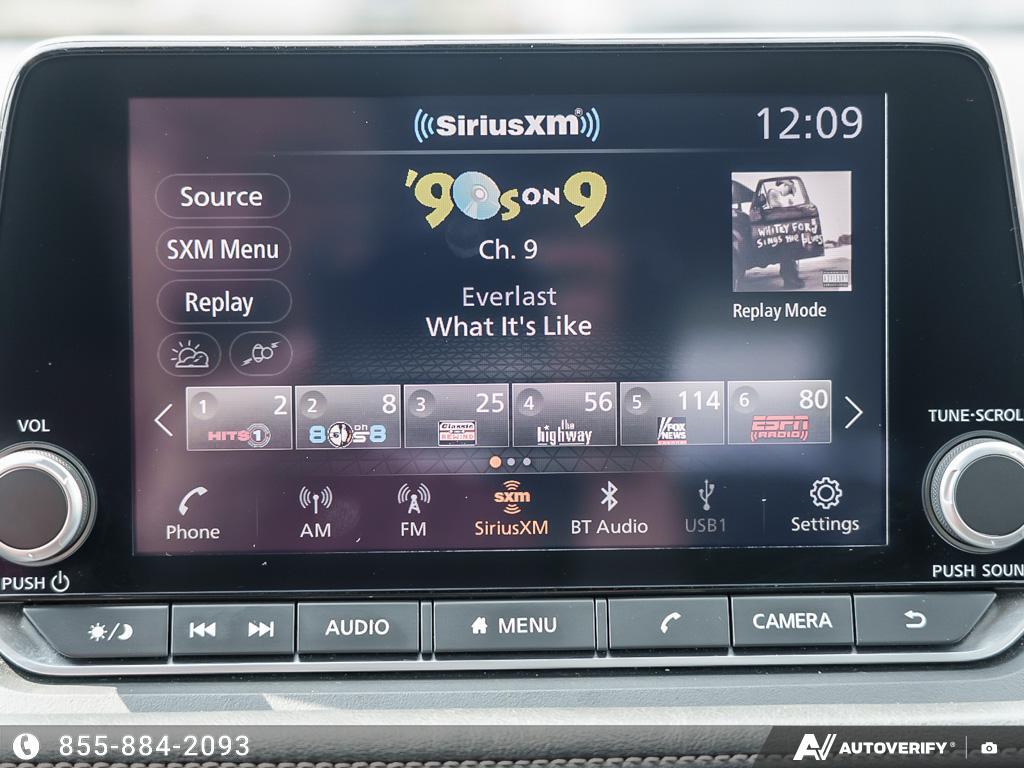 SiriusXM®
12:09
Source
SXM Menu
Replay
'90s ON 9
Ch. 9
Everlast
What It's Like
WHITEY FORD
SINGS THE BLUES
Replay Mode
1 2
HITS 1
2 8
80s on 8
3 25
Classic
REWIND
4 56
the
highway
5 114
FOX
NEWS
channel
6 80
ESPN
RADIO
Phone
AM
FM
sxm
SiriusXM
BT Audio
USB1
Settings
VOL
PUSH
TUNE·SCROL
PUSH SOUN
AUDIO
MENU
CAMERA
855-884-2093
AUTOVERIFY®